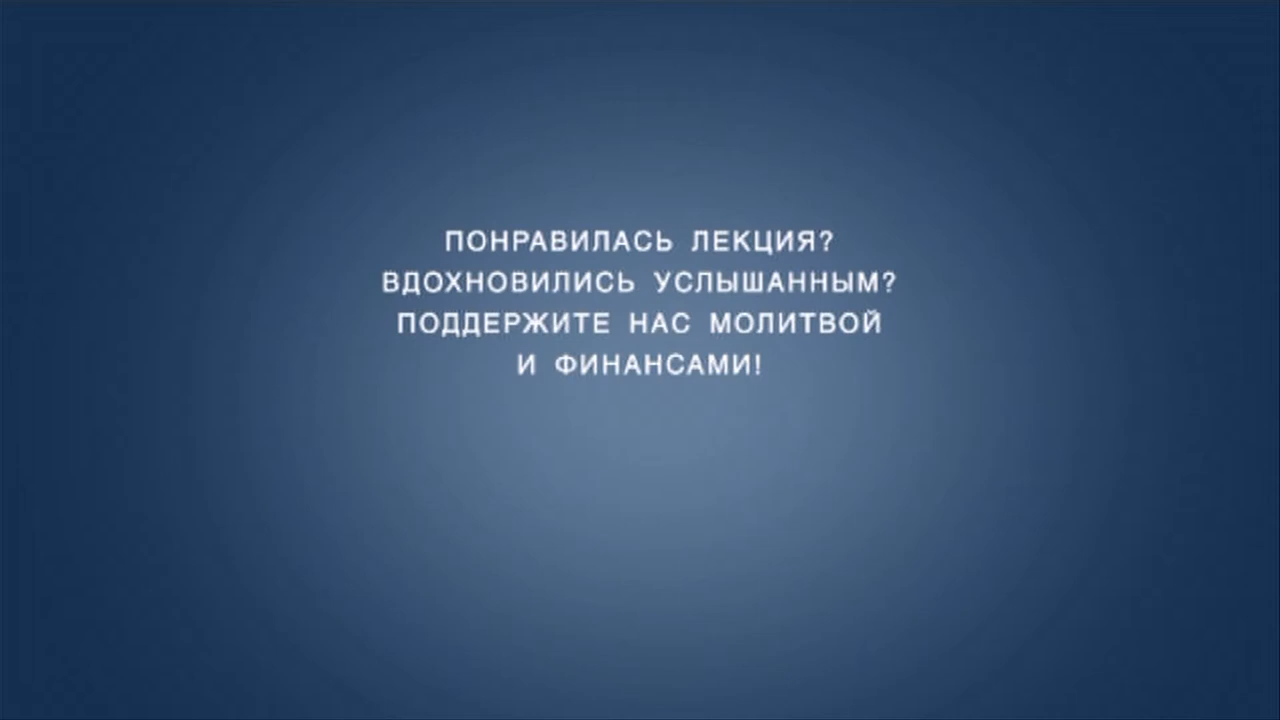 ПОНРАВИЛАСЬ ЛЕКЦИЯ?
ВДОХНОВИЛИСЬ УСЛЫШАННЫМ?
ПОДДЕРЖИТЕ НАС МОЛИТВОЙ
И ФИНАНСАМИ!